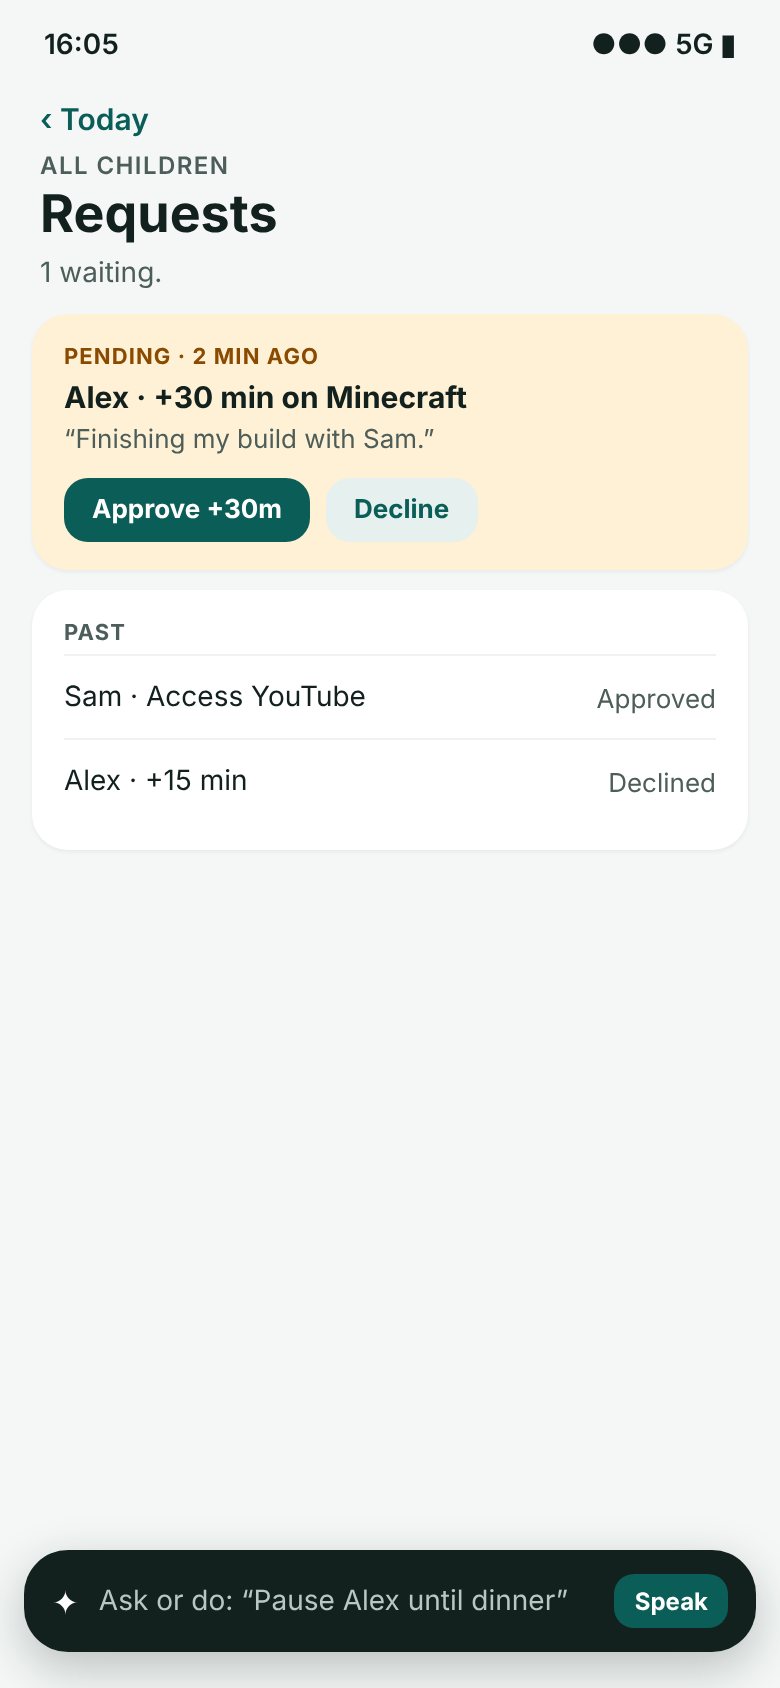 16:05
5G
‹ Today
ALL CHILDREN
Requests
1 waiting.
PENDING · 2 MIN AGO
Alex · +30 min on Minecraft
“Finishing my build with Sam.”
Approve +30m
Decline
PAST
Sam · Access YouTube
Approved
Alex · +15 min
Declined
Ask or do: “Pause Alex until dinner”
Speak